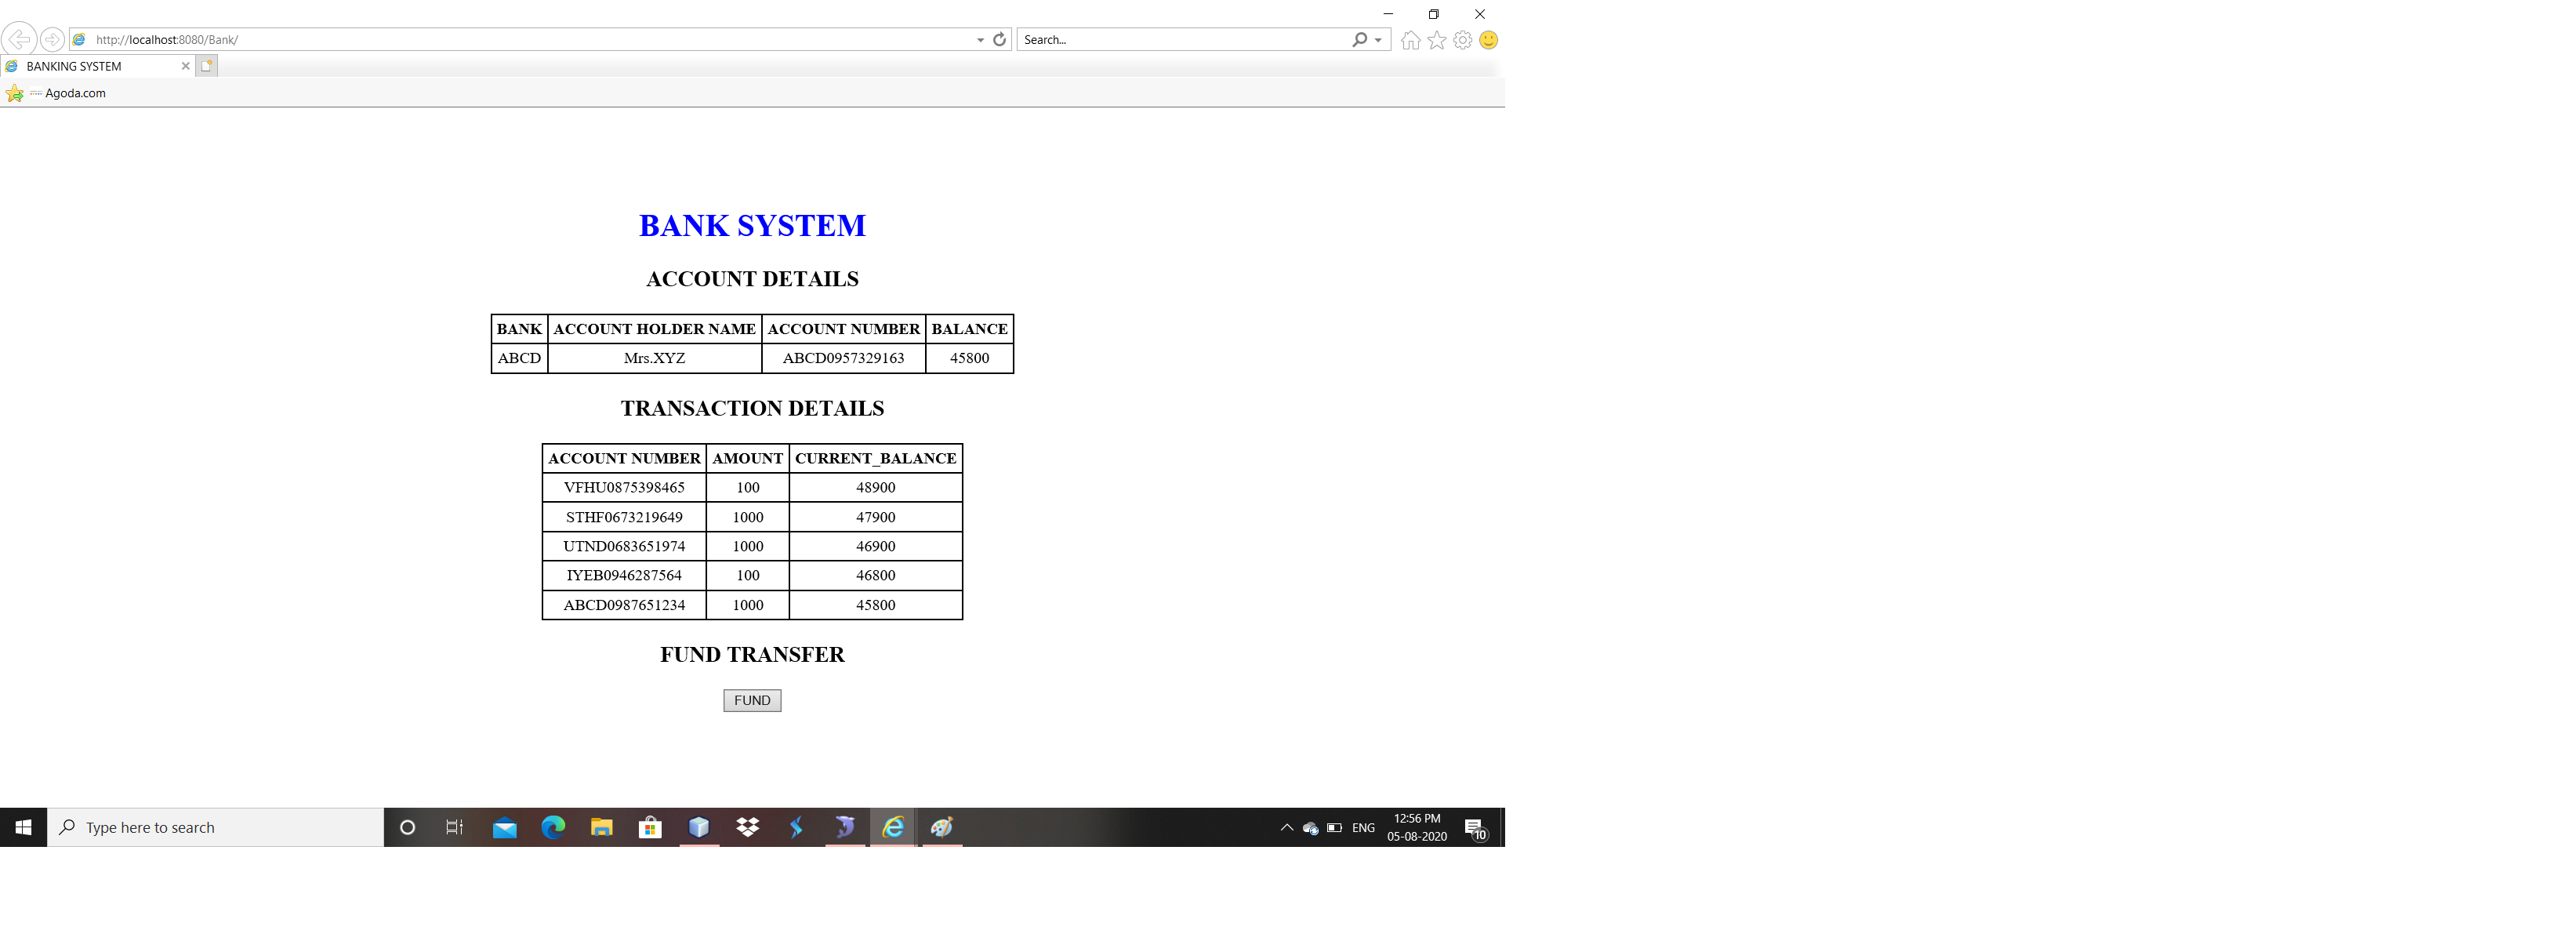 http://localhost:8080/Bank/
Search...
BANKING SYSTEM
Agoda.com
BANK SYSTEM
ACCOUNT DETAILS
BANK ACCOUNT HOLDER NAME ACCOUNT NUMBER BALANCE
ABCD Mrs.XYZ ABCD0957329163 45800
TRANSACTION DETAILS
ACCOUNT NUMBER AMOUNT CURRENT_BALANCE
VFHU0875398465 100 48900
STHF0673219649 1000 47900
UTND0683651974 1000 46900
IYEB0946287564 100 46800
ABCD0987651234 1000 45800
FUND TRANSFER
FUND
Type here to search
ENG
12:56 PM
05-08-2020
10